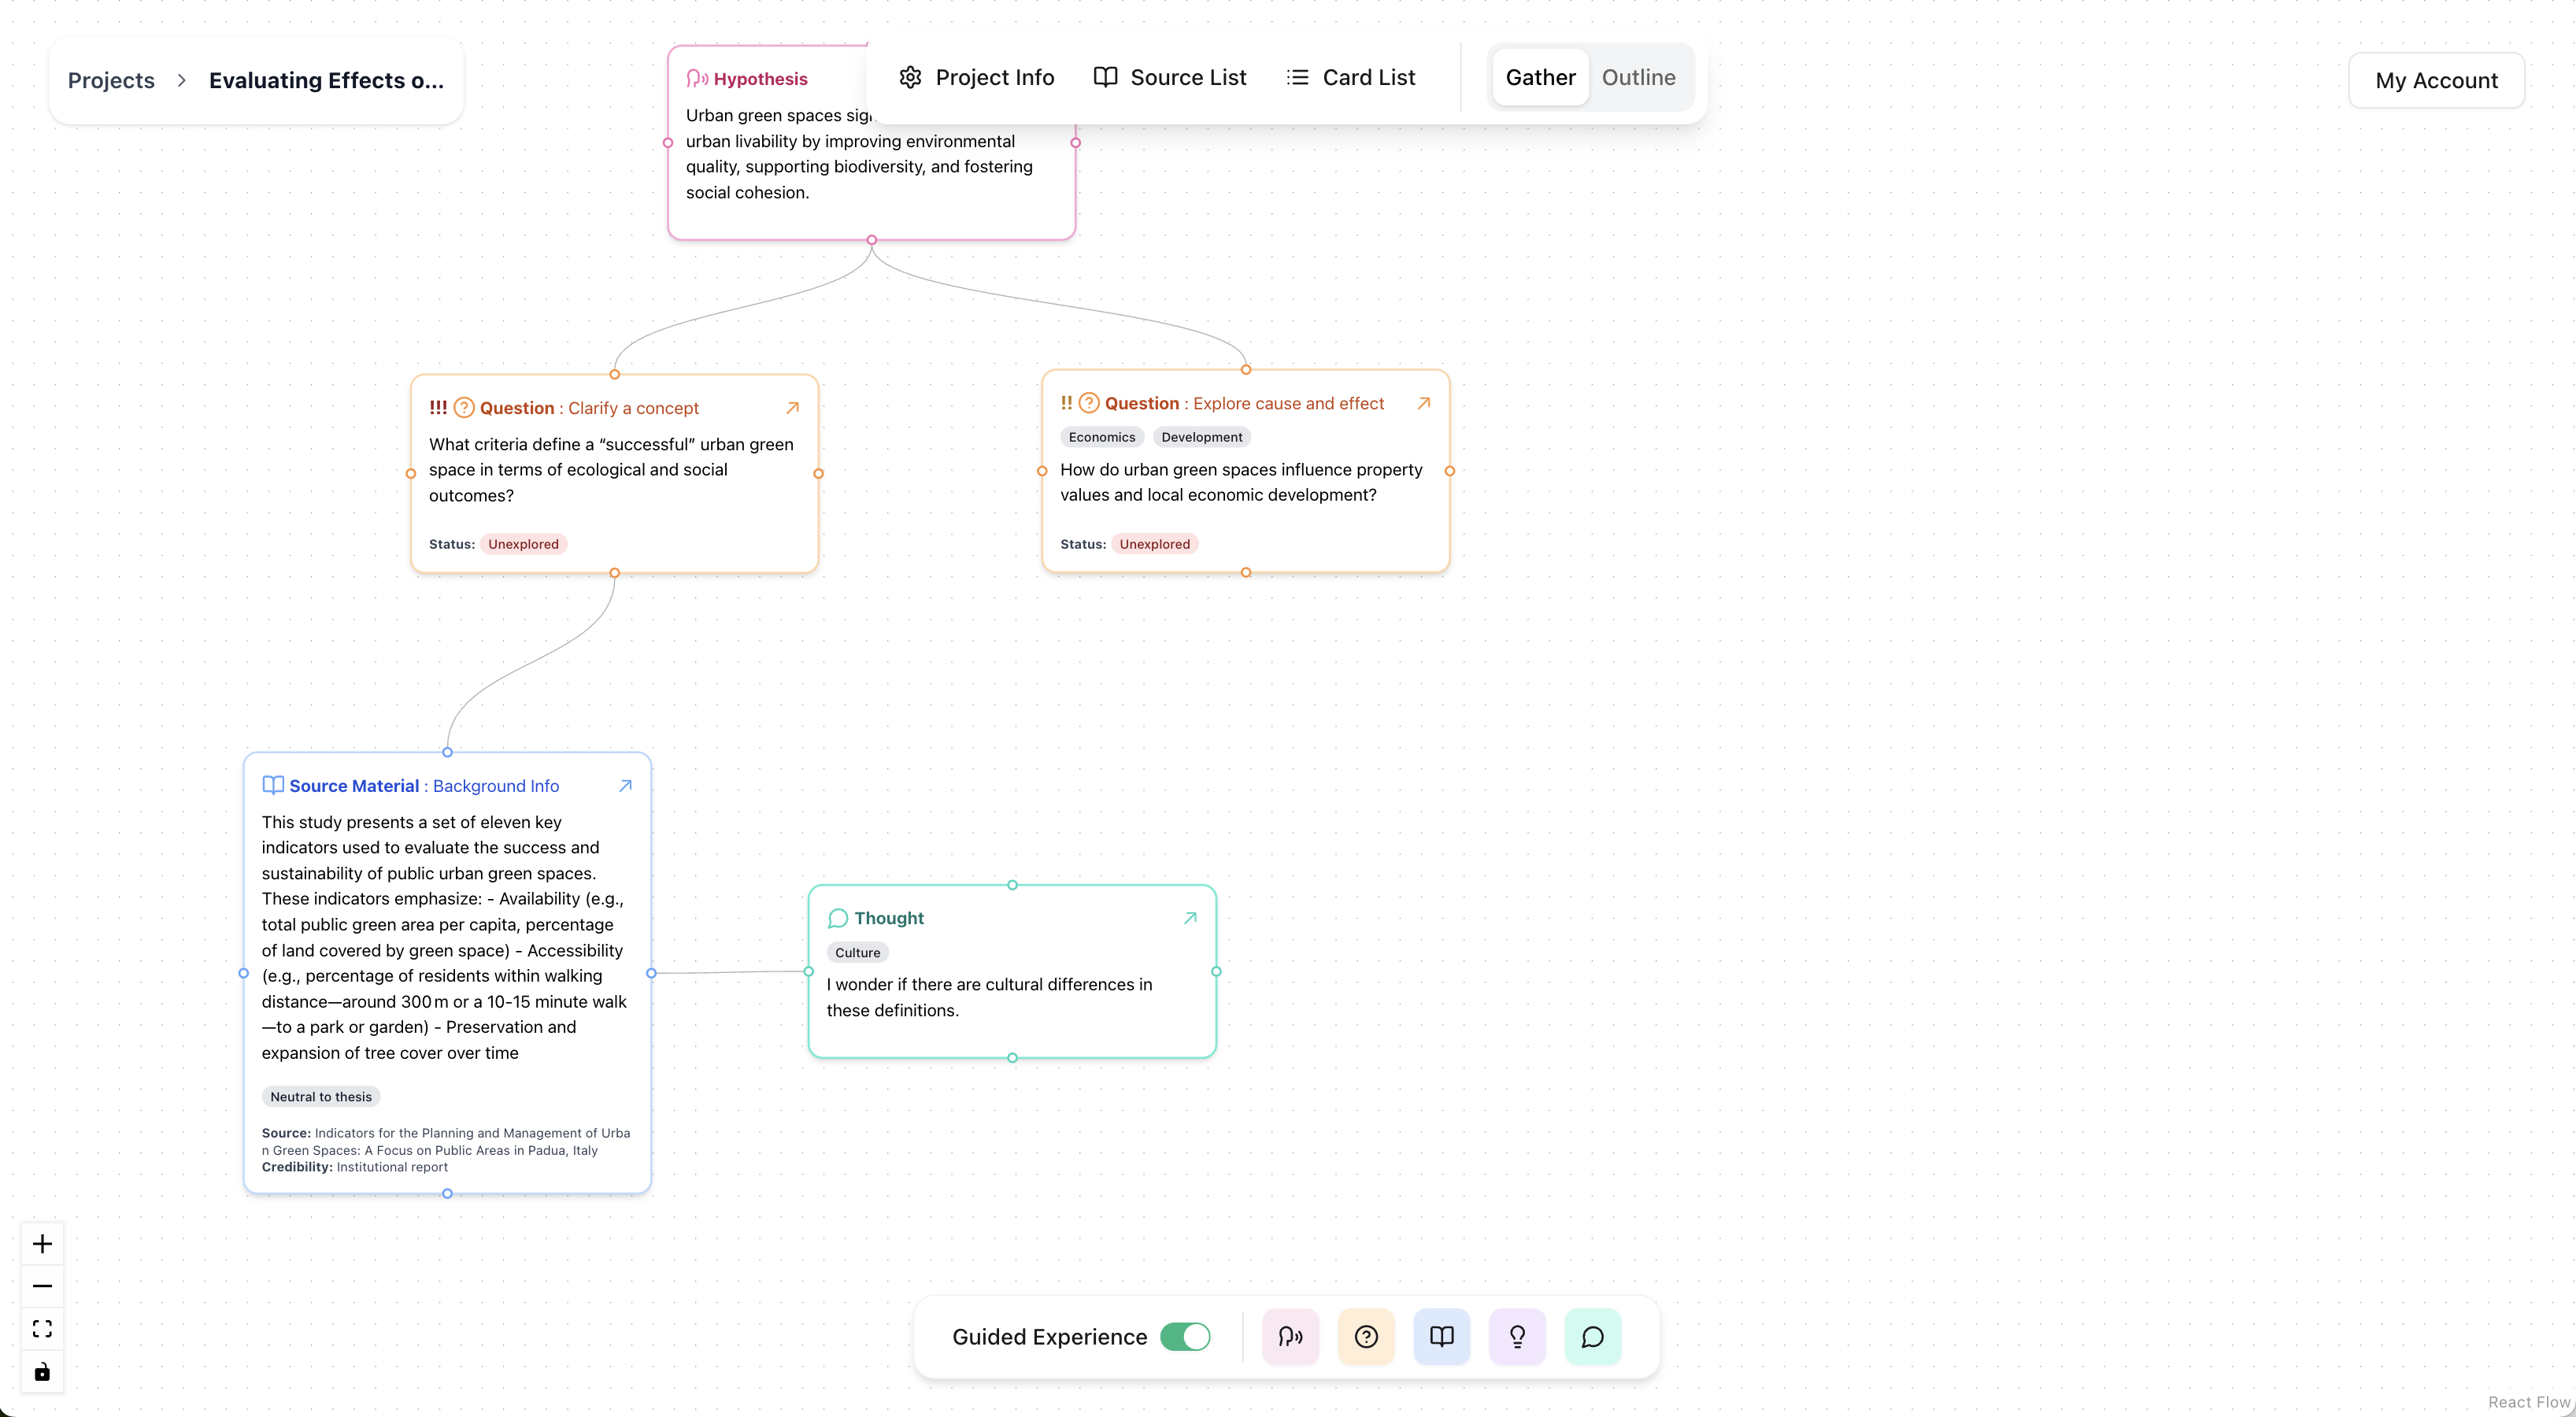 Projects > Evaluating Effects o...
Project Info
Source List
Card List
Gather
Outline
My Account
Hypothesis
Urban green spaces
urban livability by improving environmental
quality, supporting biodiversity, and fostering
social cohesion.
!!! Question : Clarify a concept
What criteria define a “successful” urban green
space in terms of ecological and social
outcomes?
Status: Unexplored
!! Question : Explore cause and effect
Economics Development
How do urban green spaces influence property
values and local economic development?
Status: Unexplored
Source Material : Background Info
This study presents a set of eleven key
indicators used to evaluate the success and
sustainability of public urban green spaces.
These indicators emphasize: - Availability (e.g.,
total public green area per capita, percentage
of land covered by green space) - Accessibility
(e.g., percentage of residents within walking
distance—around 300 m or a 10-15 minute walk
—to a park or garden) - Preservation and
expansion of tree cover over time
Neutral to thesis
Source: Indicators for the Planning and Management of Urba
n Green Spaces: A Focus on Public Areas in Padua, Italy
Credibility: Institutional report
Thought
Culture
I wonder if there are cultural differences in
these definitions.
Guided Experience
React Flow